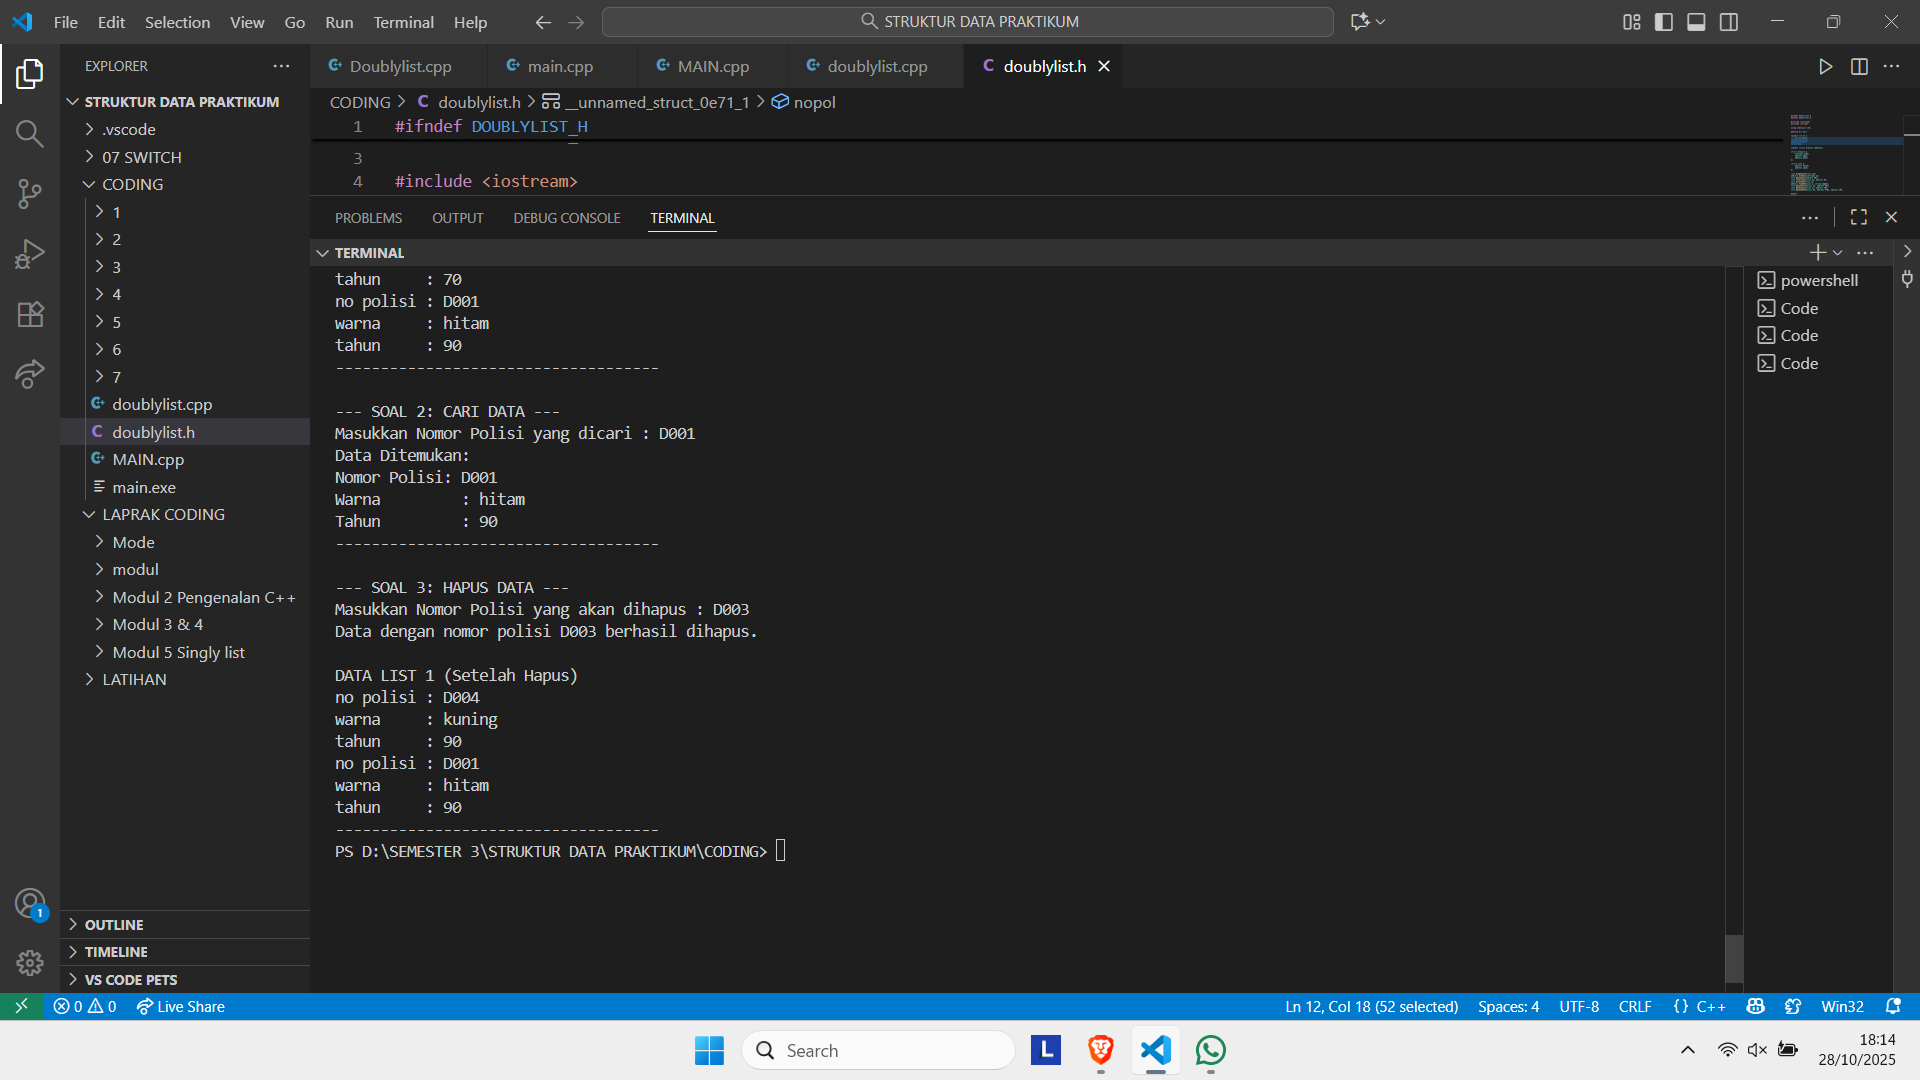 File Edit Selection View Go Run Terminal Help
STRUKTUR DATA PRAKTIKUM
EXPLORER
STRUKTUR DATA PRAKTIKUM
.vscode
07 SWITCH
CODING
1
2
3
4
5
6
7
doublylist.cpp
doublylist.h
MAIN.cpp
main.exe
LAPRAK CODING
Mode
modul
Modul 2 Pengenalan C++
Modul 3 & 4
Modul 5 Singly list
LATIHAN
OUTLINE
TIMELINE
VS CODE PETS
Doublylist.cpp
main.cpp
MAIN.cpp
doublylist.cpp
doublylist.h
CODING > doublylist.h > __unnamed_struct_0e71_1 > nopol
1 #ifndef DOUBLYLIST_H
3
4 #include <iostream>
PROBLEMS OUTPUT DEBUG CONSOLE TERMINAL
TERMINAL
tahun     : 70
no polisi : D001
warna     : hitam
tahun     : 90
------------------------------------
--- SOAL 2: CARI DATA ---
Masukkan Nomor Polisi yang dicari : D001
Data Ditemukan:
Nomor Polisi: D001
Warna         : hitam
Tahun         : 90
------------------------------------
--- SOAL 3: HAPUS DATA ---
Masukkan Nomor Polisi yang akan dihapus : D003
Data dengan nomor polisi D003 berhasil dihapus.
DATA LIST 1 (Setelah Hapus)
no polisi : D004
warna     : kuning
tahun     : 90
no polisi : D001
warna     : hitam
tahun     : 90
------------------------------------
PS D:\SEMESTER 3\STRUKTUR DATA PRAKTIKUM\CODING>
powershell
Code
Code
Code
1
0 0 Live Share
Ln 12, Col 18 (52 selected) Spaces: 4 UTF-8 CRLF {} C++ Win32
Search
L
18:14
28/10/2025